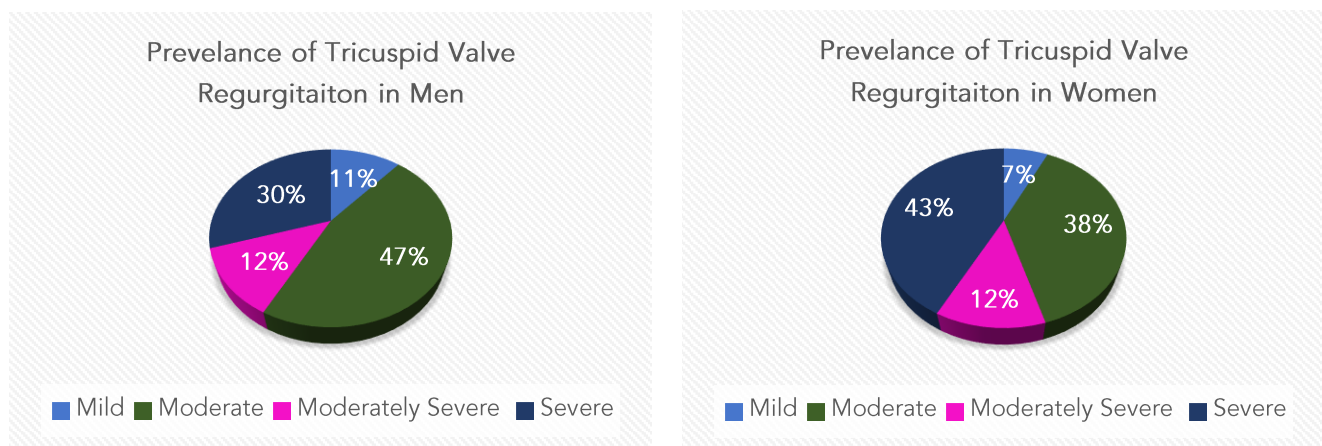 Prevelance of Tricuspid Valve
Regurgitaiton in Men
11%
30%
47%
12%
Mild Moderate Moderately Severe Severe
Prevelance of Tricuspid Valve
Regurgitaiton in Women
7%
43%
38%
12%
Mild Moderate Moderately Severe Severe